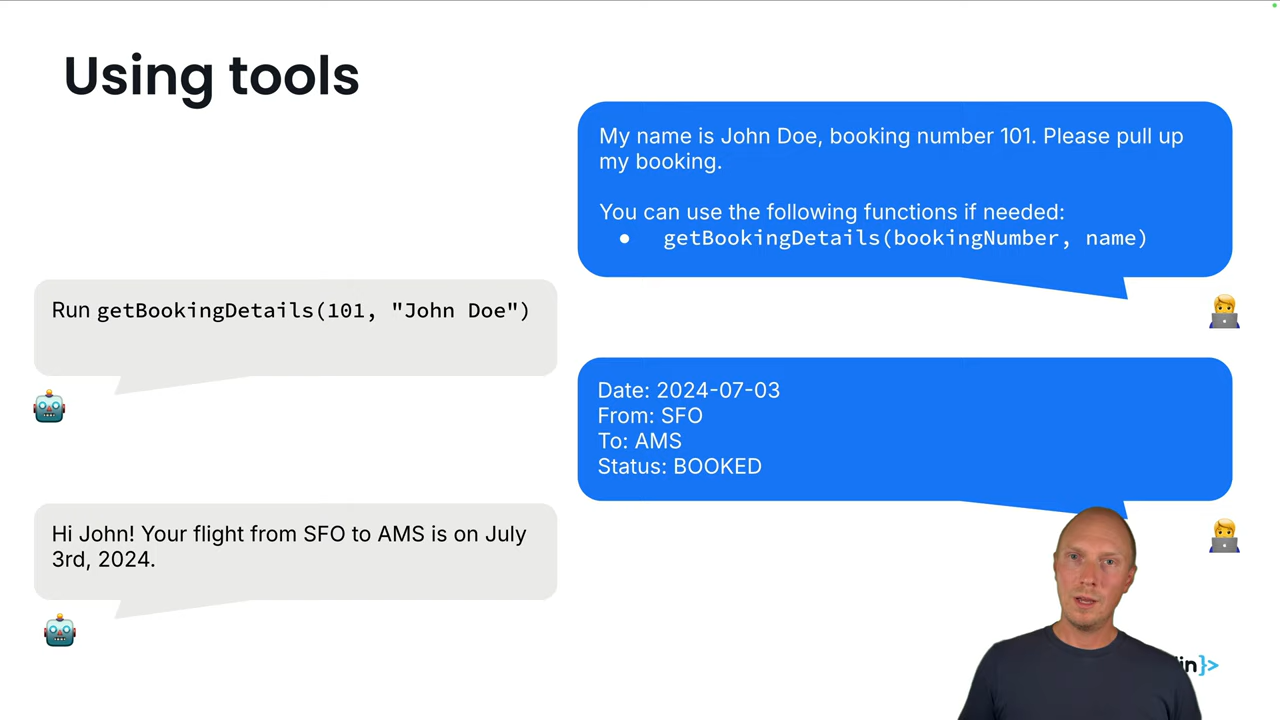 Using tools
My name is John Doe, booking number 101. Please pull up
my booking.
You can use the following functions if needed:
● getBookingDetails(bookingNumber, name)
Run getBookingDetails(101, "John Doe")
Date: 2024-07-03
From: SFO
To: AMS
Status: BOOKED
Hi John! Your flight from SFO to AMS is on July
3rd, 2024.